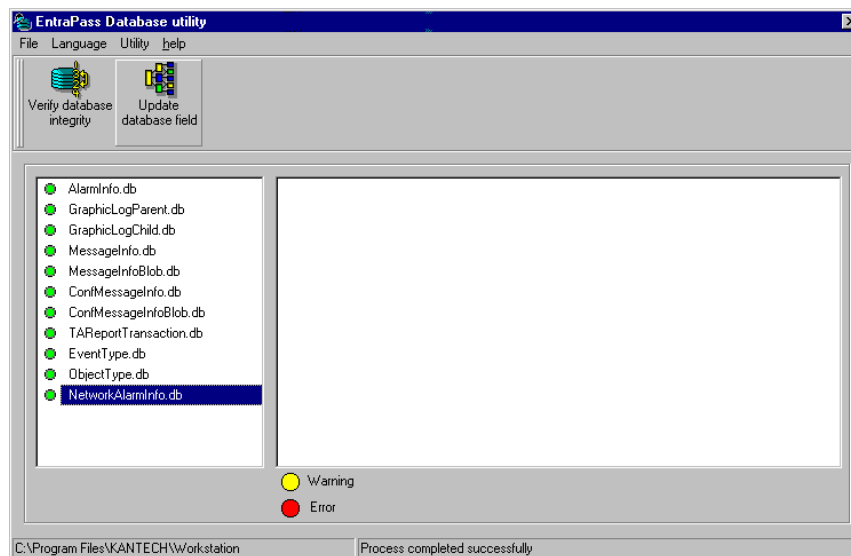 EntraPass Database utility
File Language Utility help
Verify database integrity
Update database field
AlarmInfo.db
GraphicLogParent.db
GraphicLogChild.db
MessageInfo.db
MessageInfoBlob.db
ConfMessageInfo.db
ConfMessageInfoBlob.db
TAReportTransaction.db
EventType.db
ObjectType.db
NetworkAlarmInfo.db
Warning
Error
C:\Program Files\KANTECH\Workstation Process completed successfully